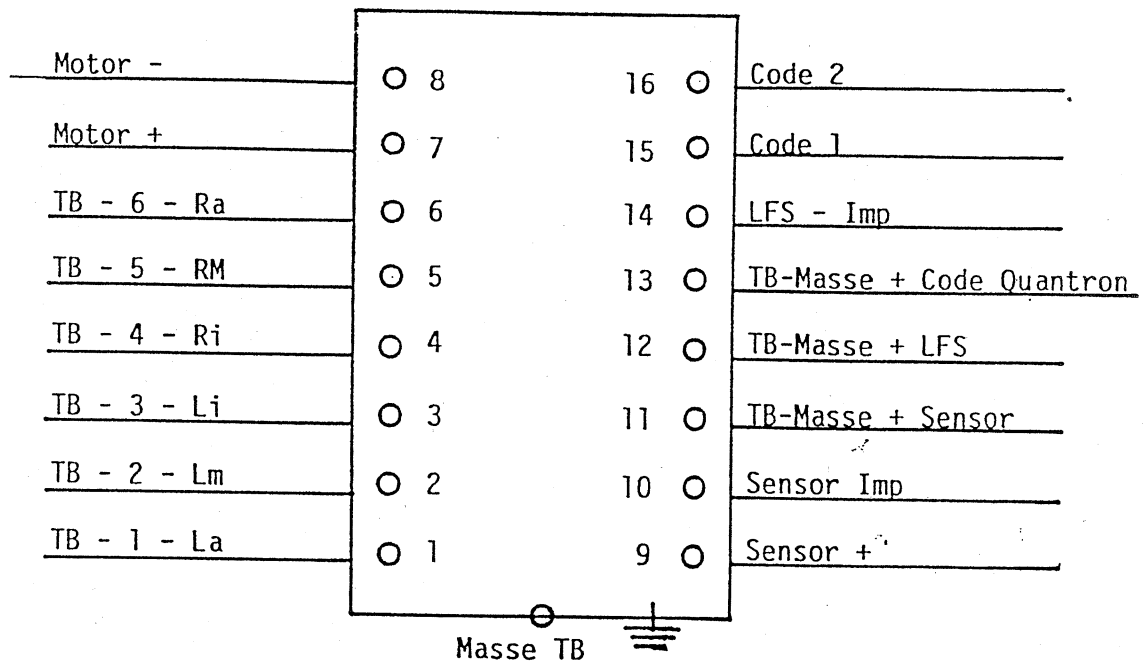 Motor - 8 16 Code 2
Motor + 7 15 Code 1
TB - 6 - Ra 6 14 LFS - Imp
TB - 5 - RM 5 13 TB-Masse + Code Quantron
TB - 4 - Ri 4 12 TB-Masse + LFS
TB - 3 - Li 3 11 TB-Masse + Sensor
TB - 2 - Lm 2 10 Sensor Imp
TB - 1 - La 1 9 Sensor +
Masse TB